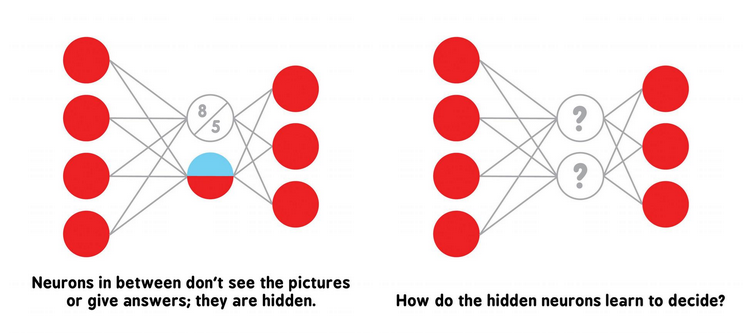 8
5
Neurons in between don't see the pictures
or give answers; they are hidden.
?
?
How do the hidden neurons learn to decide?